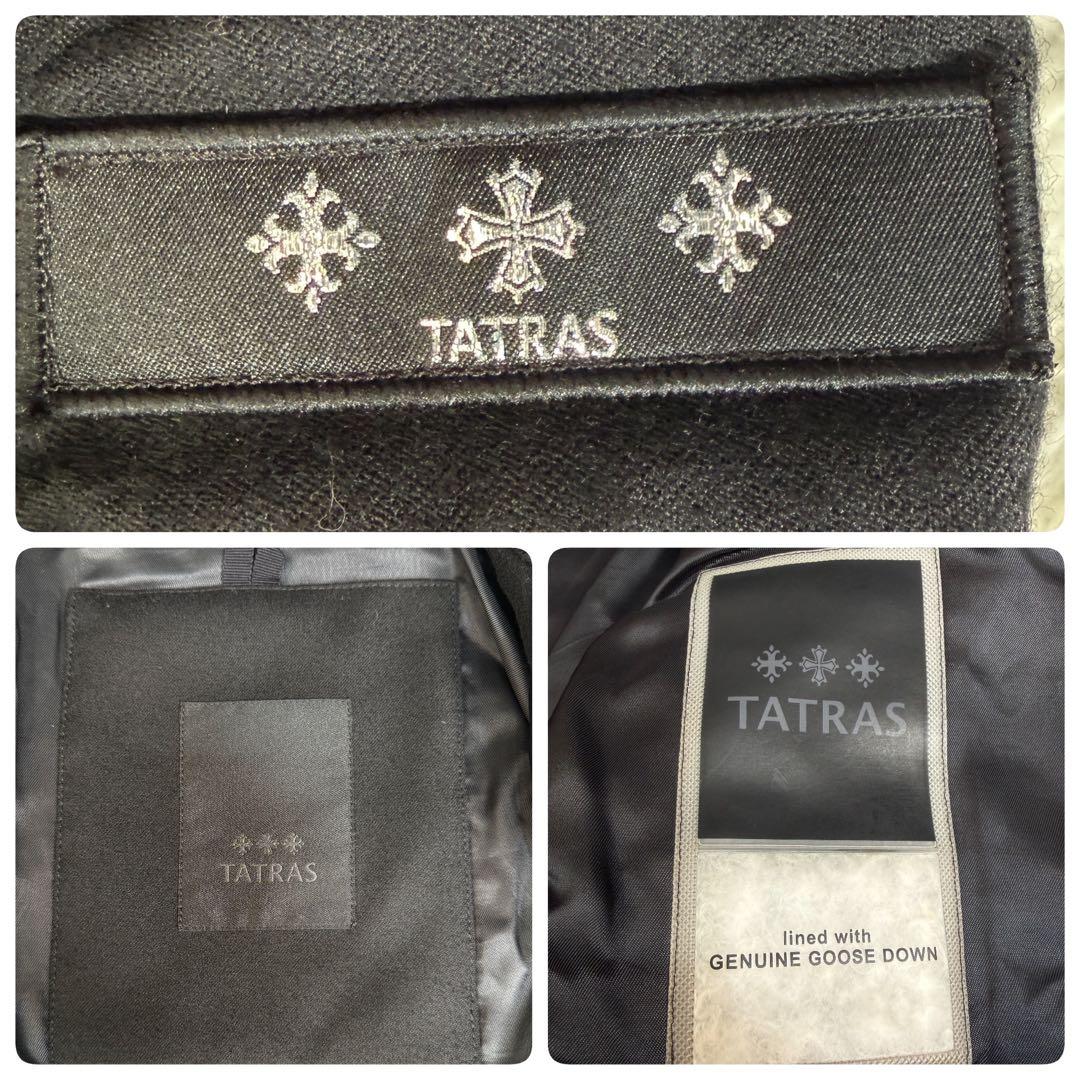 TATRAS
TATRAS
TATRAS
lined with
GENUINE GOOSE DOWN